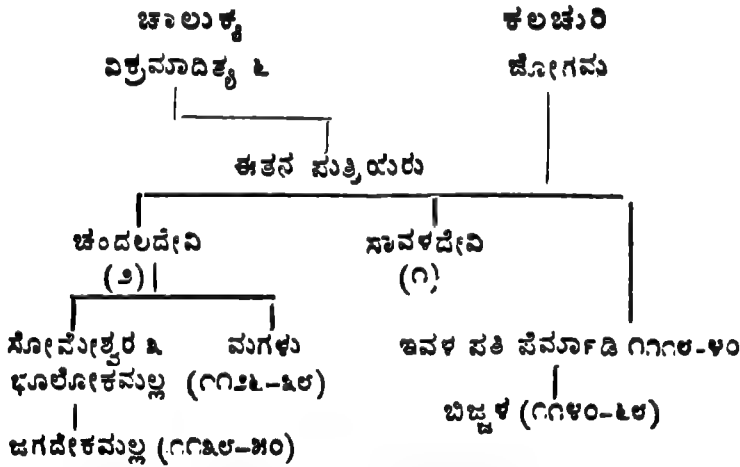 ಚಾಲುಕ್ಯ ಕಲಚುರಿ
ವಿಕ್ರಮಾದಿತ್ಯ ೬ ಜೋಗಮ
ಈತನ ಪುತ್ರಿಯರು
ಚಂದಲದೇವಿ ಸಾವಳದೇವಿ
(೨) (೧)
ಸೋಮೇಶ್ವರ ೩ ಮಗಳು ಇವಳ ಪತಿ ಪೆರ್ಮಾಡಿ ೧೧೧೮-೪೦
ಭೂಲೋಕಮಲ್ಲ (೧೧೨೬-೩೮)
ಬಿಜ್ಜಳ (೧೧೪೦-೬೮)
ಜಗದೇಕಮಲ್ಲ (೧೧೩೮-೫೦)